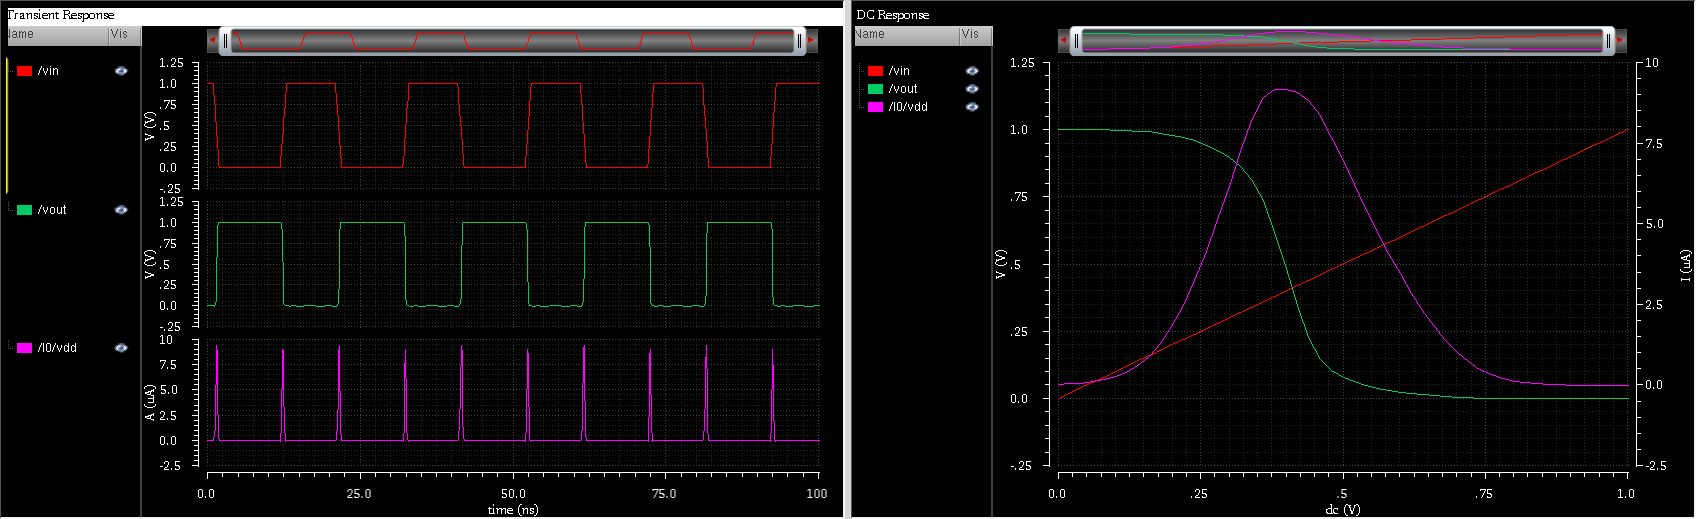 Transient Response
Name Vis
/vin
/vout
/I0/vdd
1.25
1.0
.75
.5
.25
0.0
-.25
V (V)
1.25
1.0
.75
.5
.25
0.0
-.25
V (V)
10
7.5
5.0
2.5
0.0
-2.5
A (uA)
0.0 25.0 50.0 75.0 100
time (ns)
DC Response
Name Vis
/vin
/vout
/I0/vdd
1.25
1.0
.75
.5
.25
0.0
-.25
V (V)
10
7.5
5.0
2.5
0.0
-2.5
I (uA)
0.0 .25 .5 .75 1.0
dc (V)